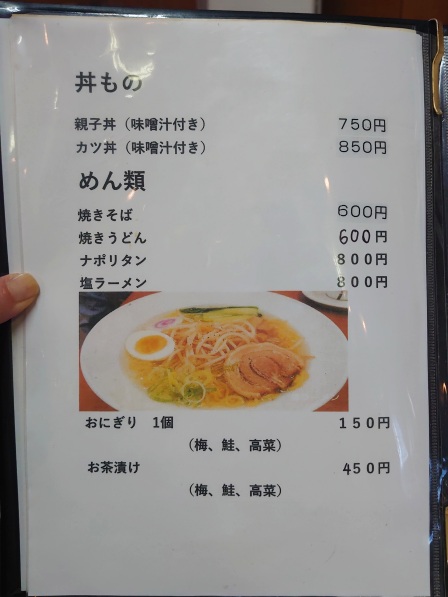 丼もの
親子丼（味噌汁付き） 750円
カツ丼（味噌汁付き） 850円
めん類
焼きそば 600円
焼きうどん 600円
ナポリタン 800円
塩ラーメン 800円
おにぎり 1個 150円
（梅、鮭、高菜）
お茶漬け 450円
（梅、鮭、高菜）